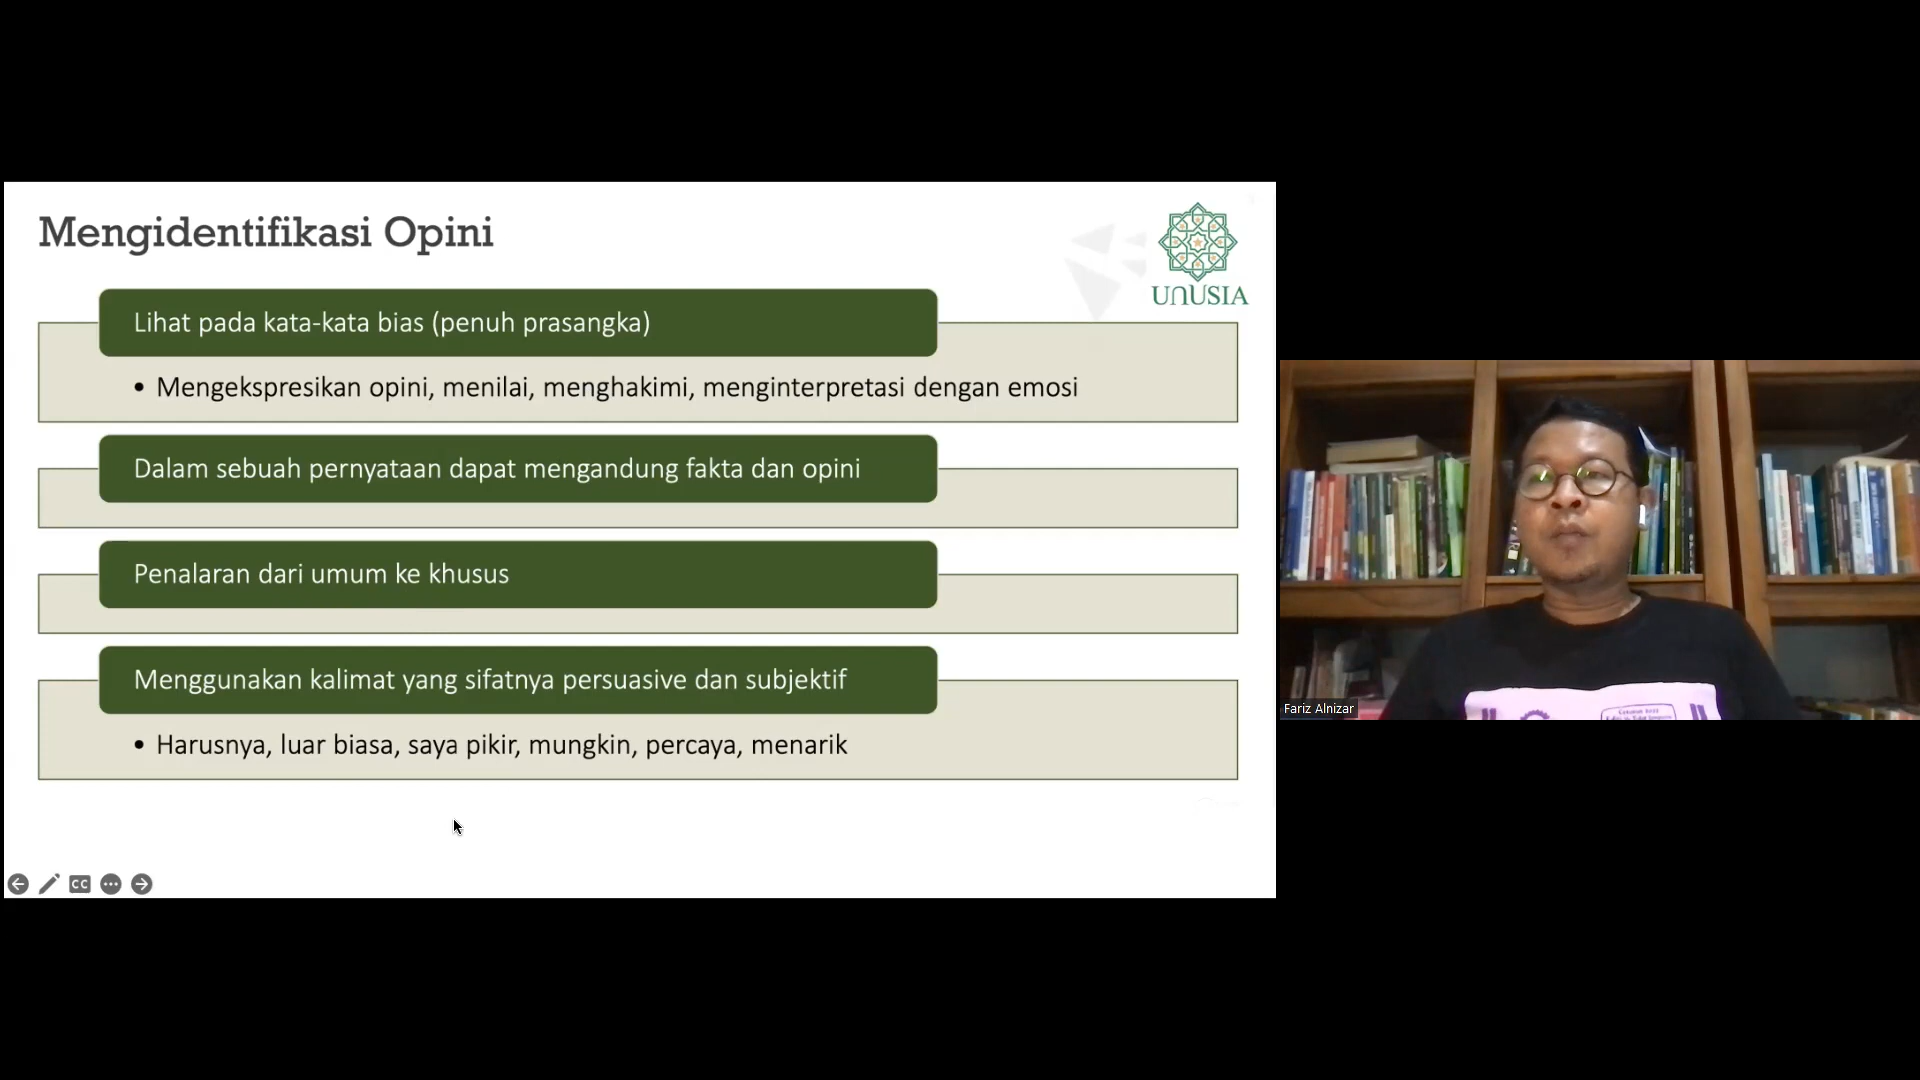 Mengidentifikasi Opini
UNUSIA
Lihat pada kata-kata bias (penuh prasangka)
• Mengekspresikan opini, menilai, menghakimi, menginterpretasi dengan emosi
Dalam sebuah pernyataan dapat mengandung fakta dan opini
Penalaran dari umum ke khusus
Menggunakan kalimat yang sifatnya persuasive dan subjektif
• Harusnya, luar biasa, saya pikir, mungkin, percaya, menarik
CC
Fariz Alnizar